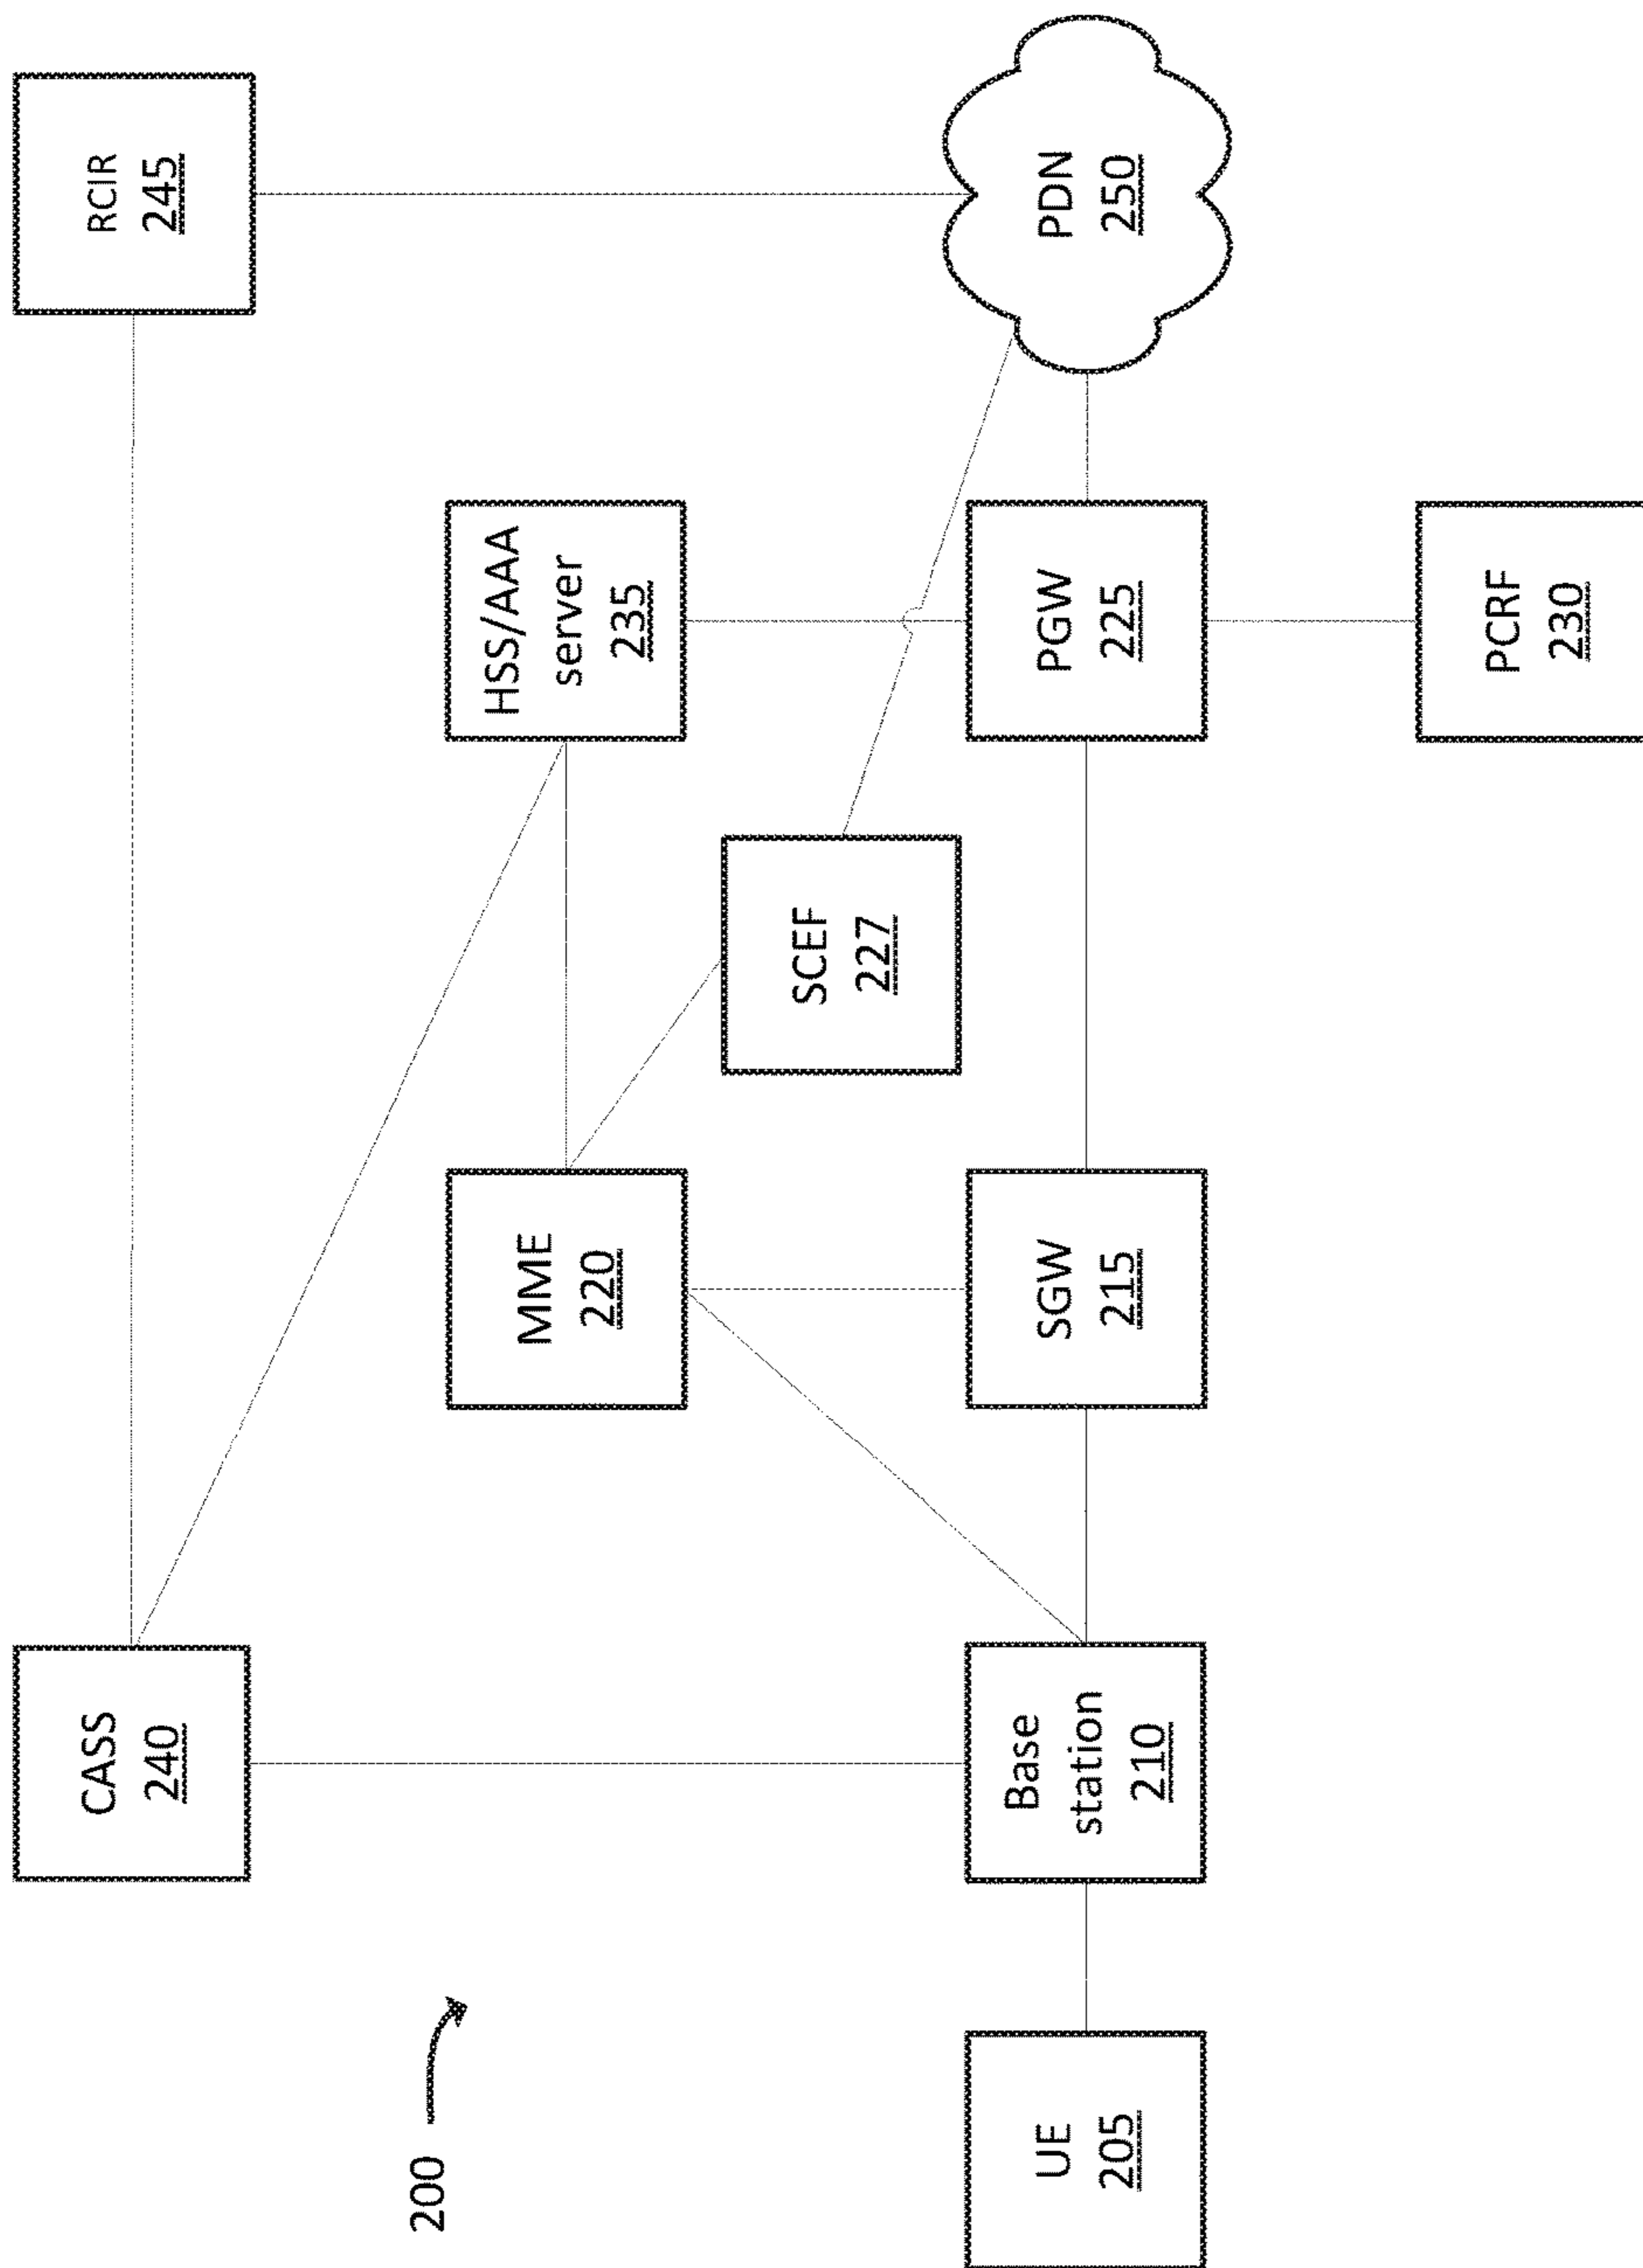 CASS
240
RCIR
245
MME
220
HSS/AAA
server
235
200
SCEF
227
UE
205
Base
station
210
SGW
215
PGW
225
PDN
250
PCRF
230